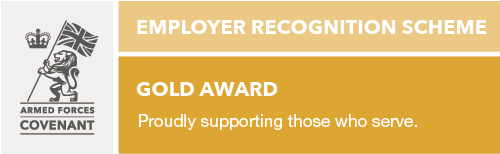 EMPLOYER RECOGNITION SCHEME
GOLD AWARD
Proudly supporting those who serve.
ARMED FORCES
COVENANT